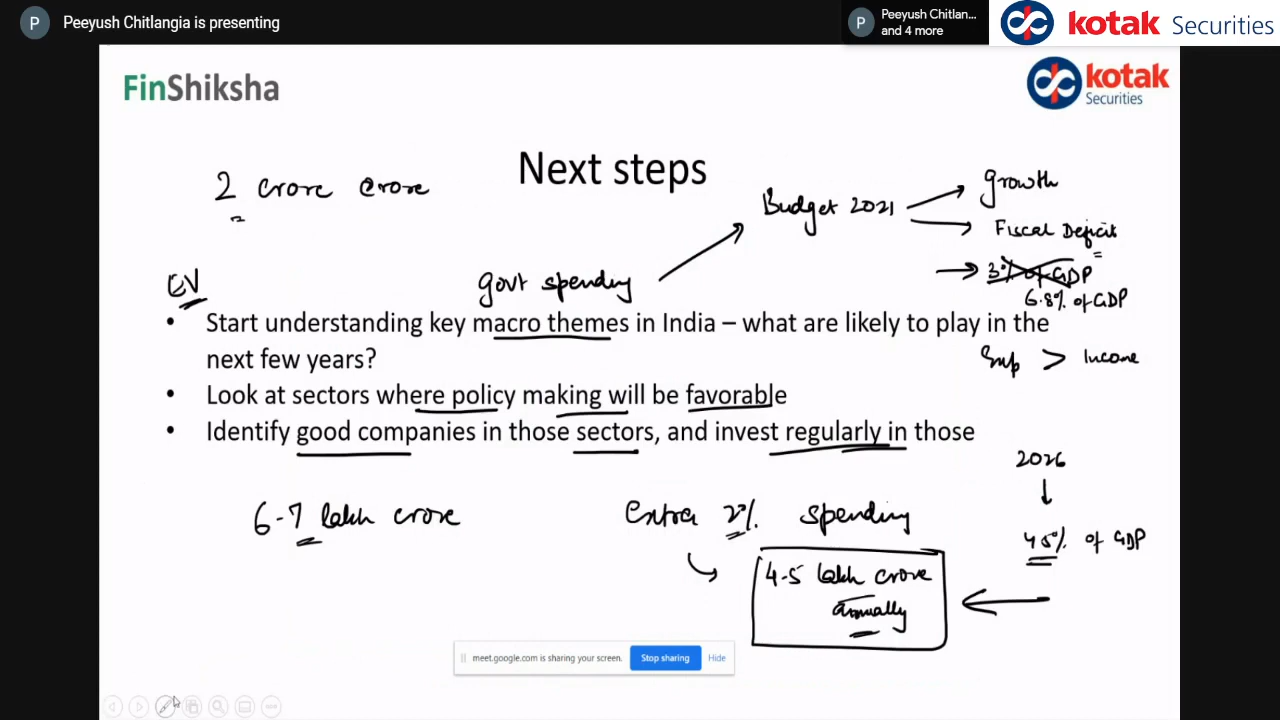 P Peeyush Chitlangia is presenting
P Peeyush Chitlan...
and 4 more
kotak Securities
FinShiksha
kotak
Securities
Next steps
2 crore crore
Budget 2021
Growth
Fiscal Deficit
3% of GDP
6.8% of GDP
EV
Govt spending
• Start understanding key macro themes in India – what are likely to play in the
next few years?
> Income
• Look at sectors where policy making will be favorable
• Identify good companies in those sectors, and invest regularly in those
2026
6-7 lakh crore
Extra 2% spending
4.5% of GDP
4-5 lakh crore
annually
meet.google.com is sharing your screen.
Stop sharing
Hide